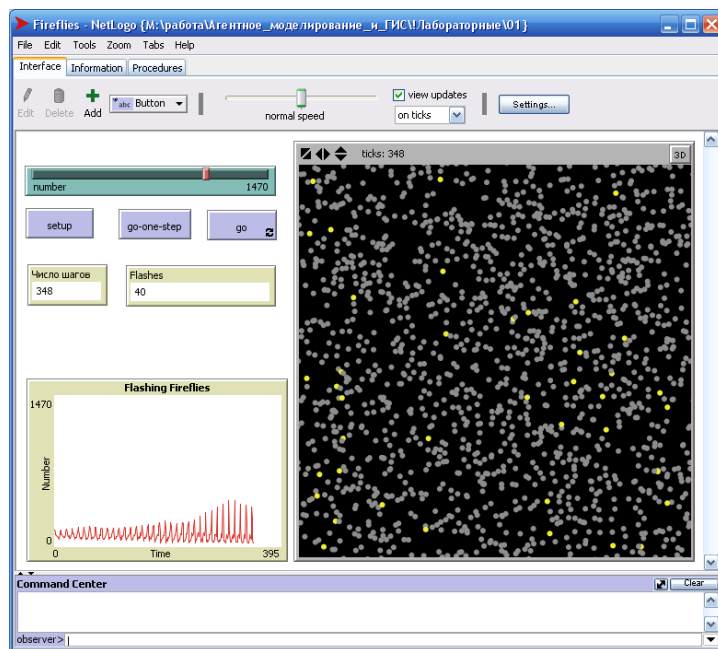 Fireflies - NetLogo {M:\работа\Агентное_моделирование_и_ГИС\!Лабораторные\01}
File Edit Tools Zoom Tabs Help
Interface Information Procedures
Edit Delete Add abc Button normal speed view updates on ticks Settings...
ticks: 348 3D
number 1470
setup go-one-step go
Число шагов Flashes
348 40
Flashing Fireflies
1470
Number
0
0 Time 395
Command Center Clear
observer>